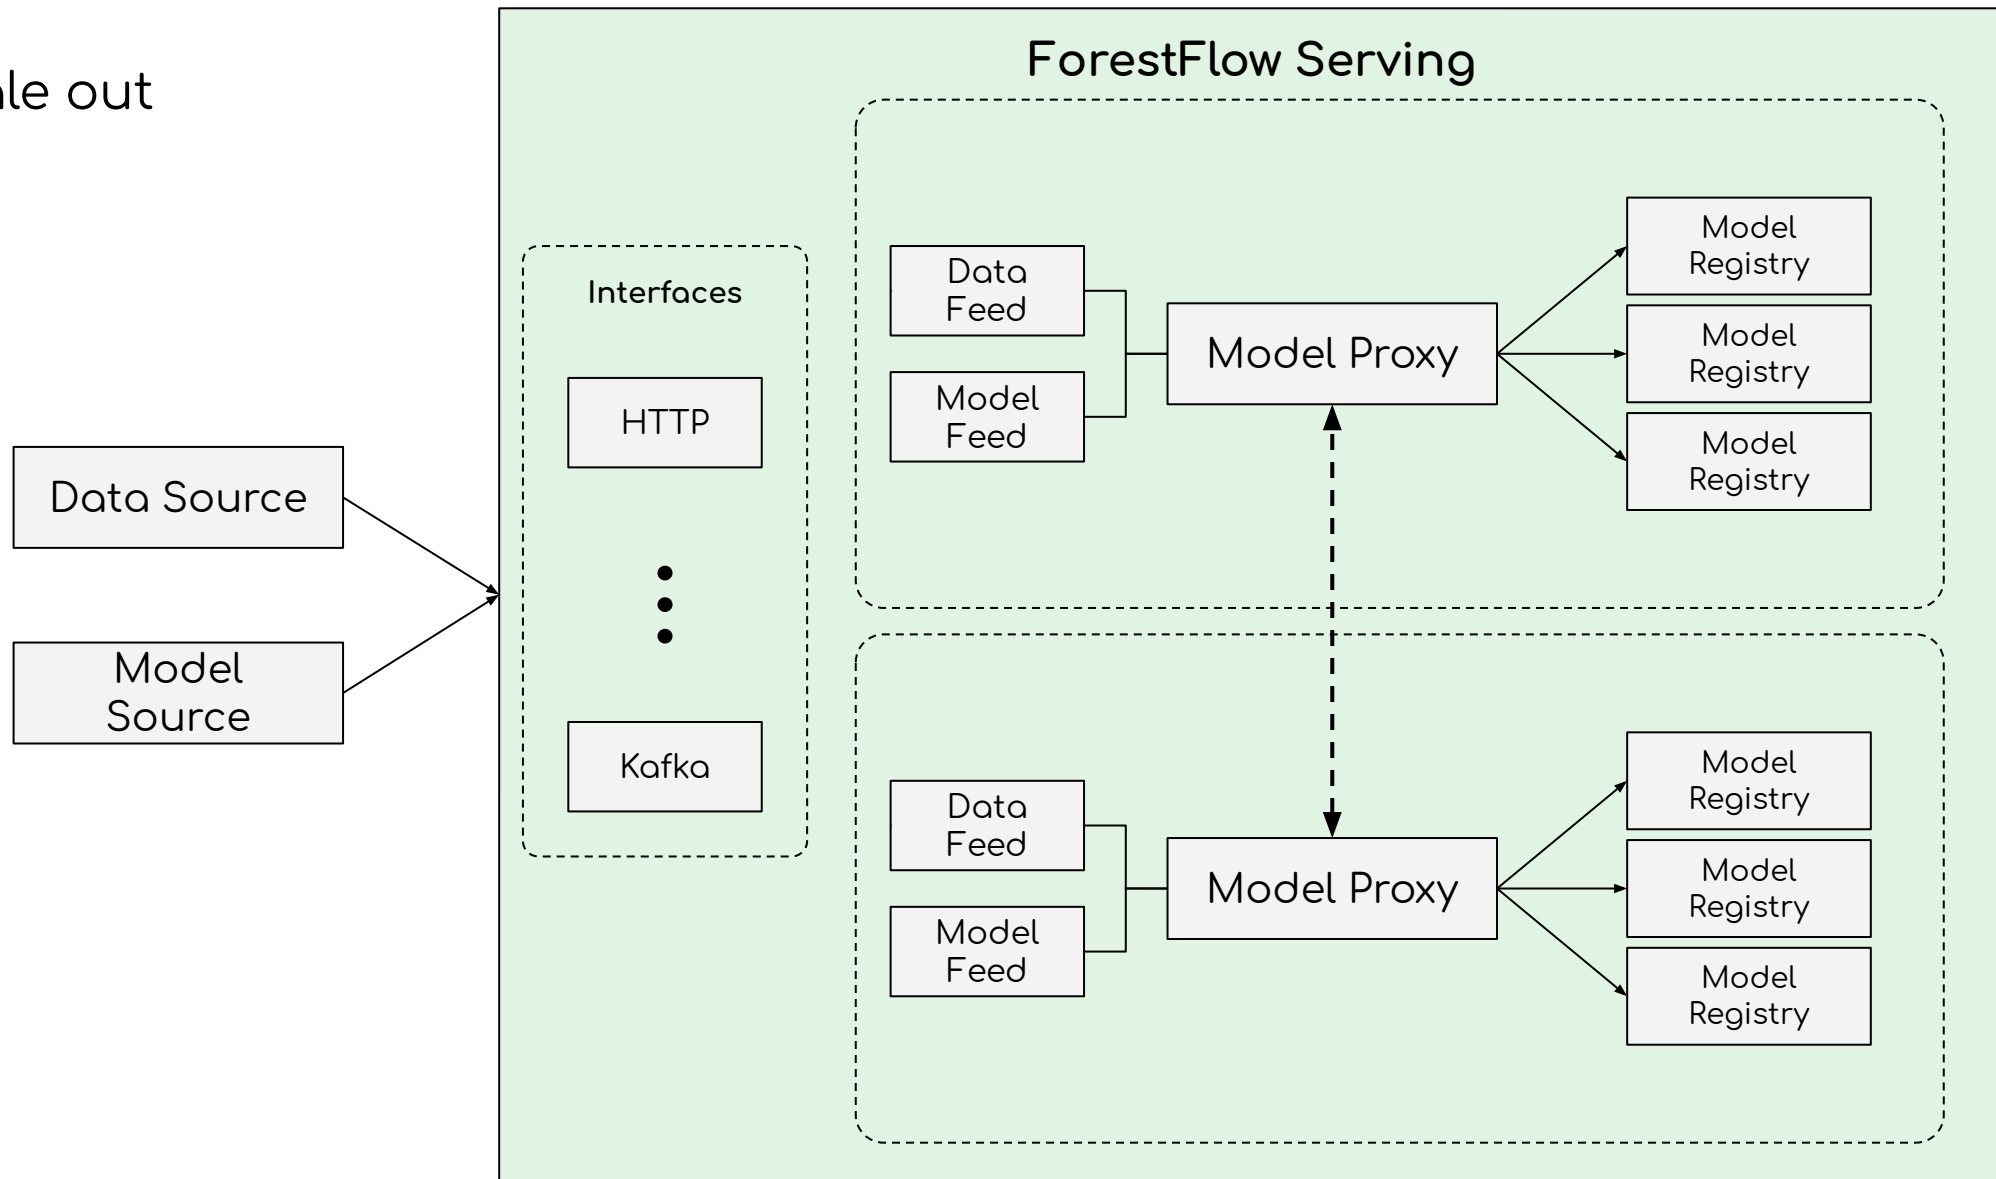 out
ForestFlow Serving
Interfaces
HTTP
Kafka
Data Source
Model
Source
Data
Feed
Model
Feed
Model Proxy
Model
Registry
Model
Registry
Model
Registry
Data
Feed
Model
Feed
Model Proxy
Model
Registry
Model
Registry
Model
Registry